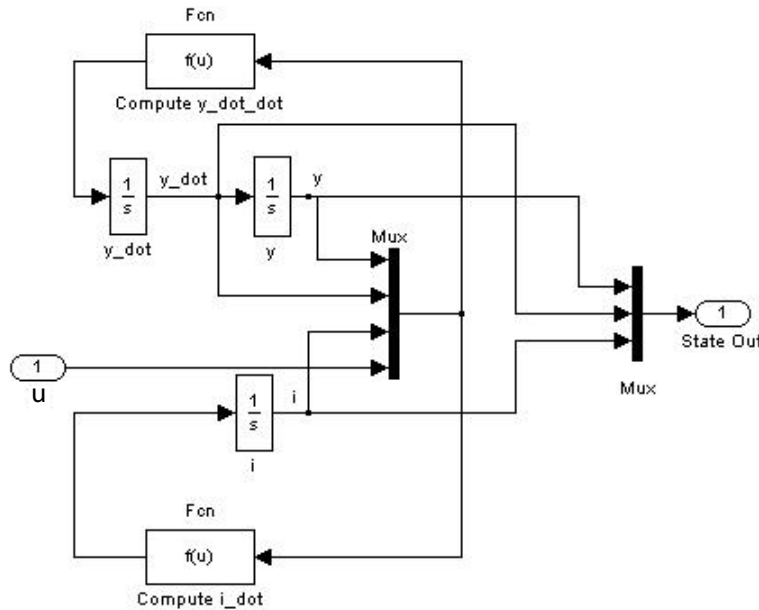 Fcn
f(u)
Compute y_dot_dot
1
s
y_dot
y_dot
1
s
y
y
Mux
1
u
1
s
i
i
1
State Out
Mux
Fcn
f(u)
Compute i_dot